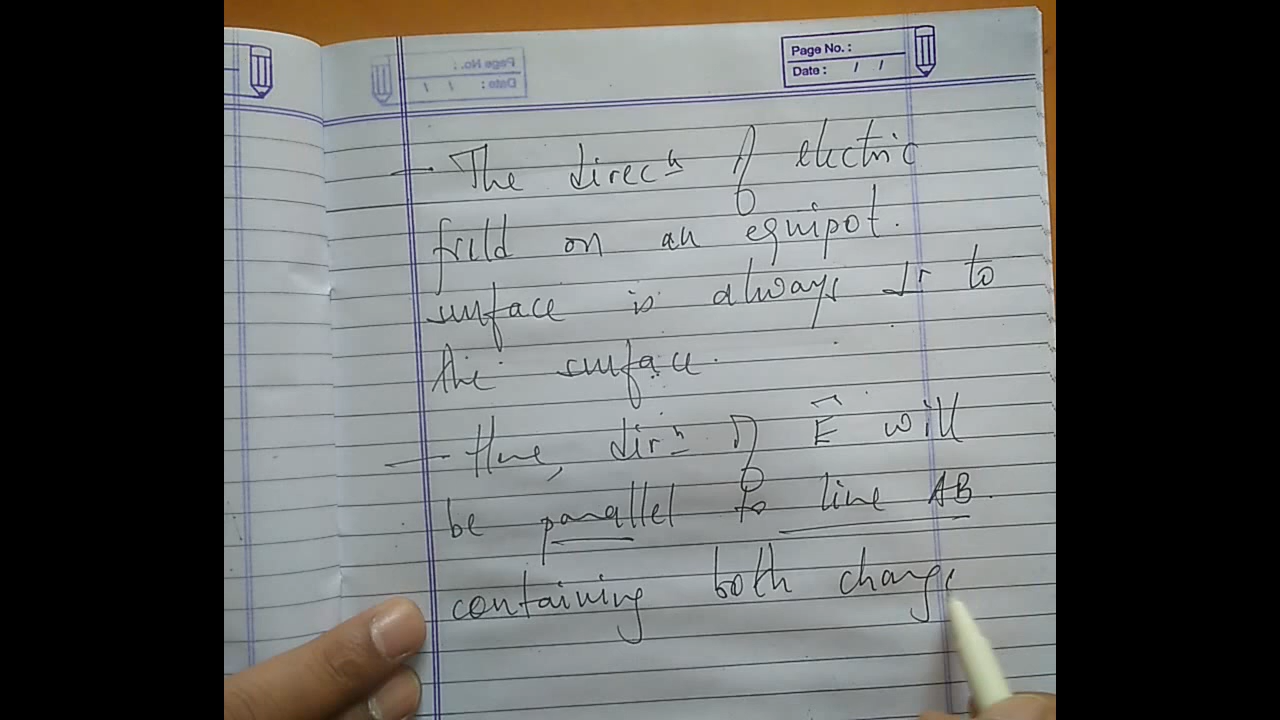 Page No. :
Date : / /
– The direcn of electric
field on an equipot.
surface is always ⊥r to
the surface.
– Here, dirn of E⃗ will
be parallel to line AB.
containing both charge